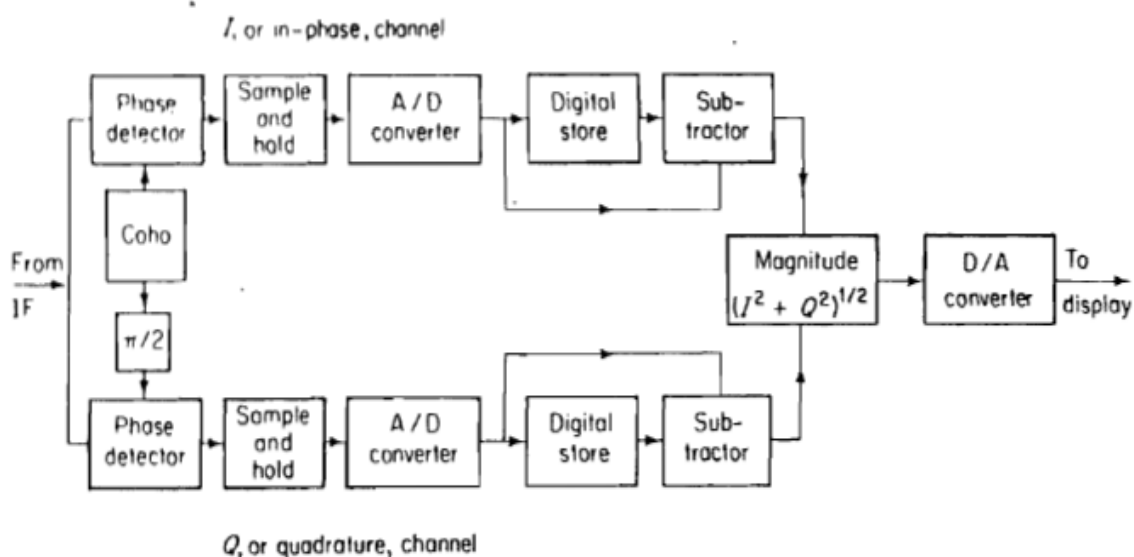 I, or in-phase, channel
Phase
detector
Sample
and
hold
A/D
converter
Digital
store
Sub-
tractor
Coho
From
IF
π/2
Magnitude
(I² + Q²)1/2
D/A
converter
To
display
Phase
detector
Sample
and
hold
A/D
converter
Digital
store
Sub-
tractor
Q, or quadrature, channel